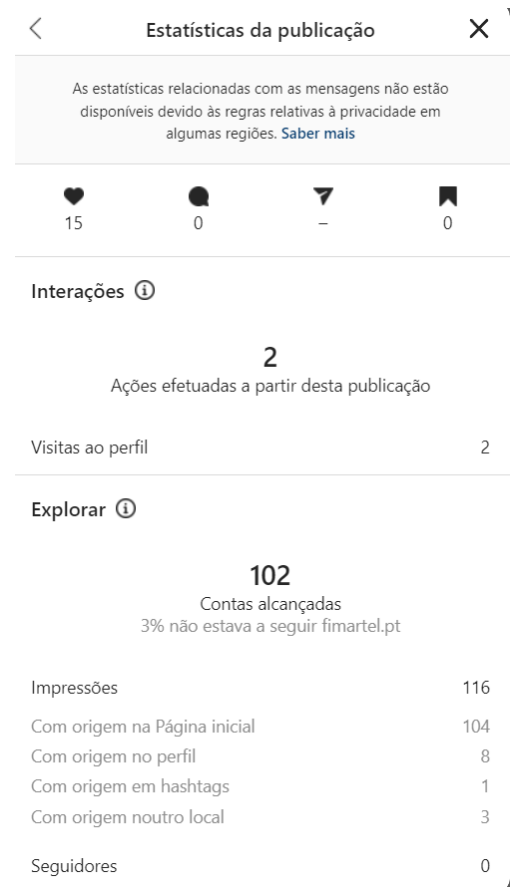 Estatísticas da publicação
As estatísticas relacionadas com as mensagens não estão
disponíveis devido às regras relativas à privacidade em
algumas regiões. Saber mais
15 0 – 0
Interações
2
Ações efetuadas a partir desta publicação
Visitas ao perfil 2
Explorar
102
Contas alcançadas
3% não estava a seguir fimartel.pt
Impressões 116
Com origem na Página inicial 104
Com origem no perfil 8
Com origem em hashtags 1
Com origem noutro local 3
Seguidores 0